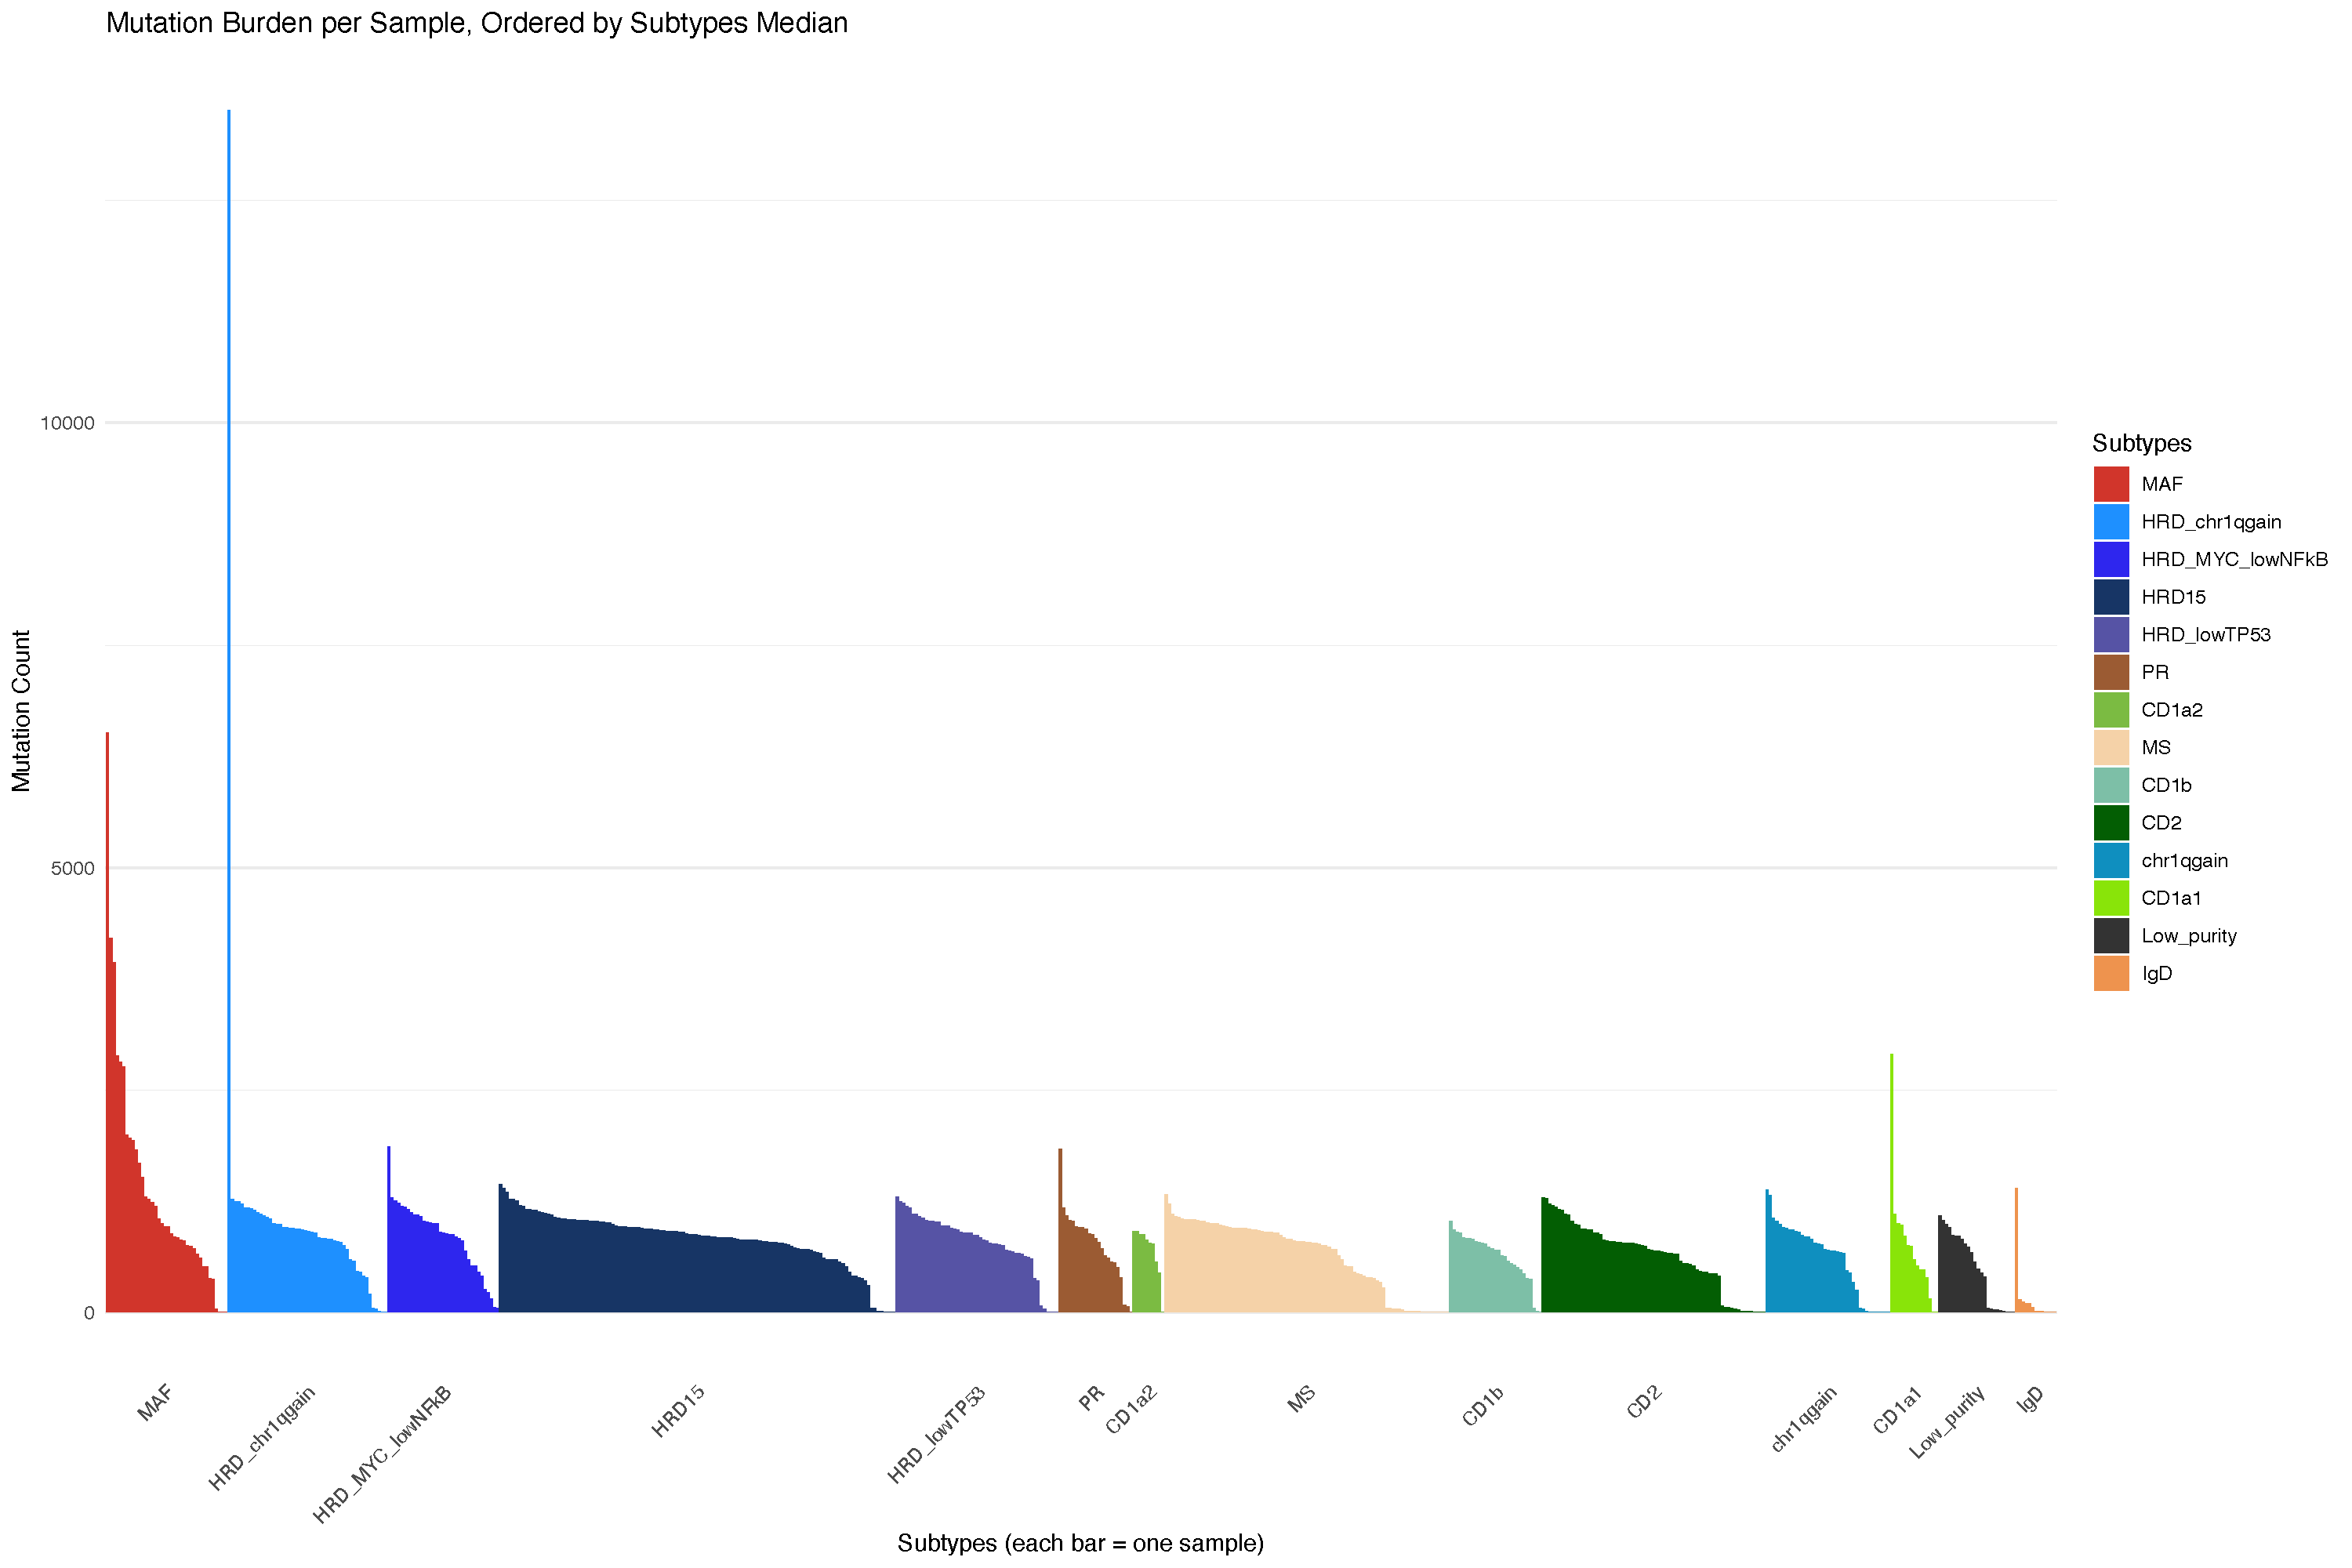 Mutation Burden per Sample, Ordered by Subtypes Median
Mutation Count
10000
5000
0
MAF
HRD_chr1qgain
HRD_MYC_lowNFkB
HRD15
HRD_lowTP53
PR
CD1a2
MS
CD1b
CD2
chr1qgain
CD1a1
Low_purity
IgD
Subtypes (each bar = one sample)
Subtypes
MAF
HRD_chr1qgain
HRD_MYC_lowNFkB
HRD15
HRD_lowTP53
PR
CD1a2
MS
CD1b
CD2
chr1qgain
CD1a1
Low_purity
IgD